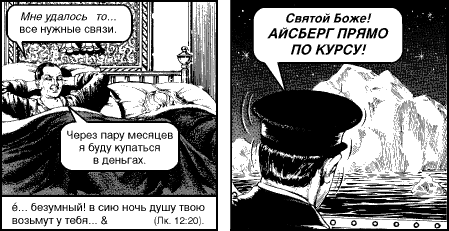 Мне удалось то...
все нужные связи.
Через пару месяцев
я буду купаться
в деньгах.
é... безумный! в сию ночь душу твою
возьмут у тебя... & (Лк. 12:20).
Святой Боже!
АЙСБЕРГ ПРЯМО
ПО КУРСУ!